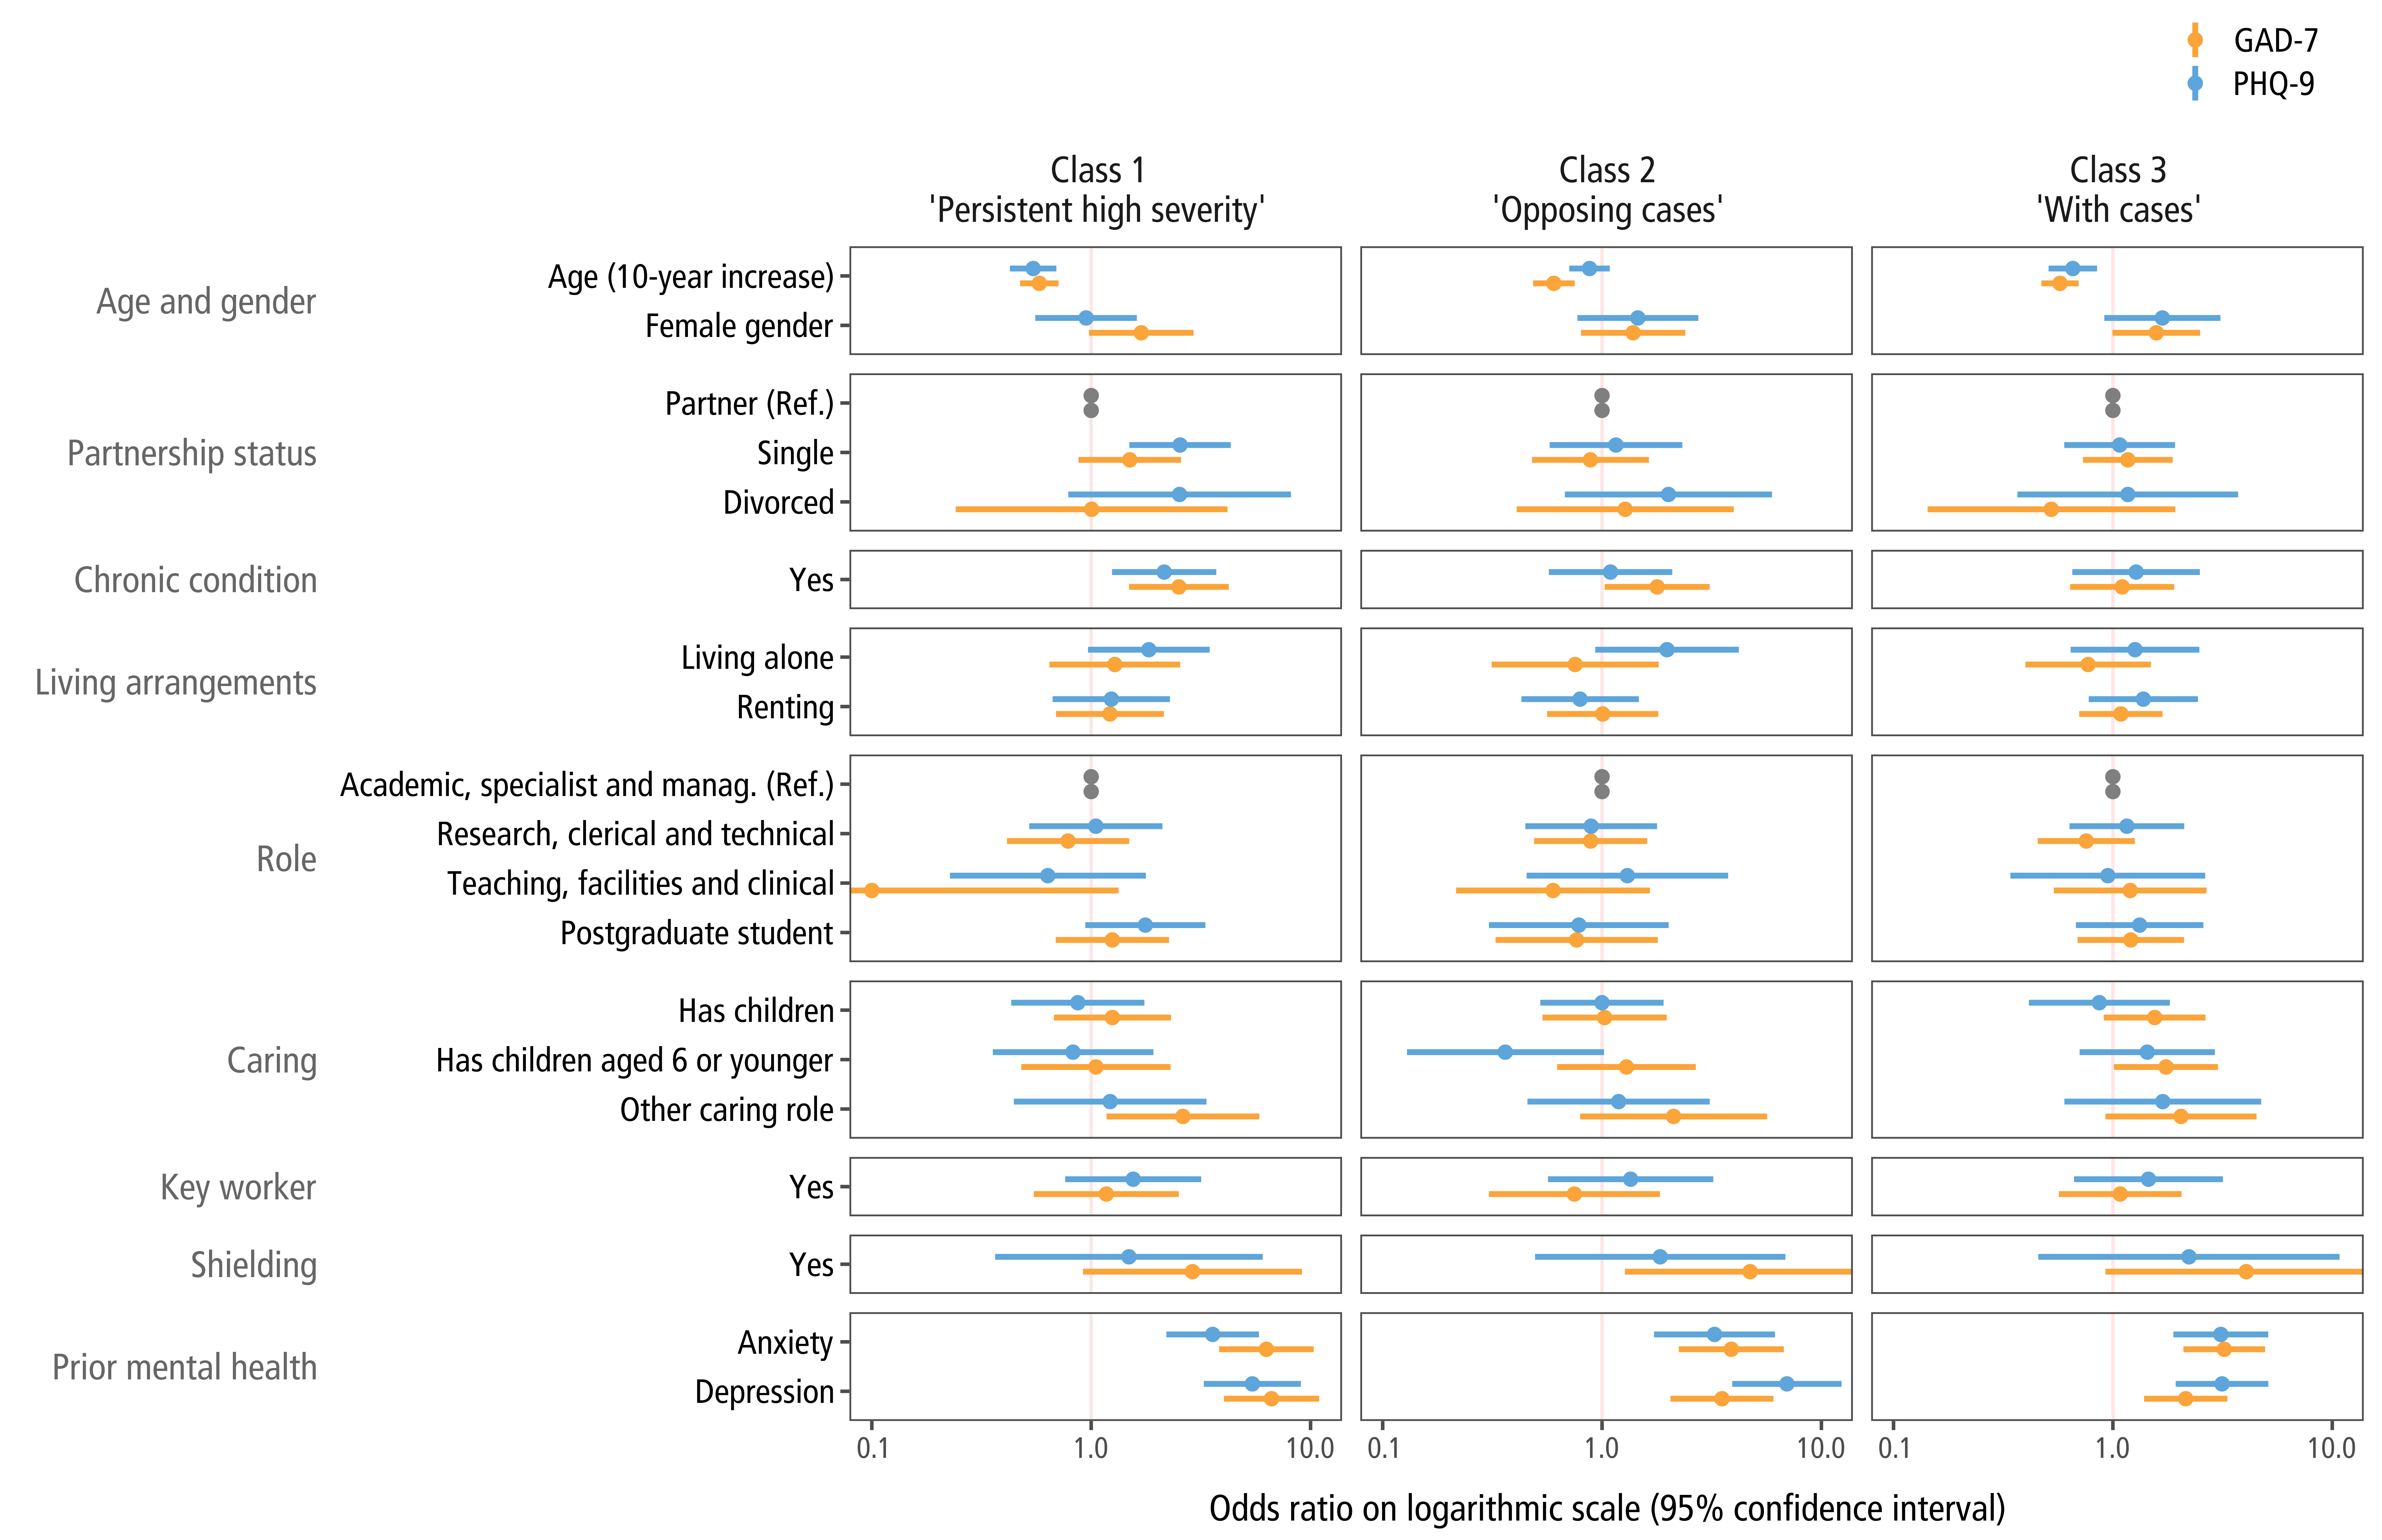 GAD-7
PHQ-9
Class 1
'Persistent high severity'
Class 2
'Opposing cases'
Class 3
'With cases'
Age and gender
Age (10-year increase)
Female gender
Partnership status
Partner (Ref.)
Single
Divorced
Chronic condition
Yes
Living arrangements
Living alone
Renting
Role
Academic, specialist and manag. (Ref.)
Research, clerical and technical
Teaching, facilities and clinical
Postgraduate student
Caring
Has children
Has children aged 6 or younger
Other caring role
Key worker
Yes
Shielding
Yes
Prior mental health
Anxiety
Depression
0.1 1.0 10.0 0.1 1.0 10.0 0.1 1.0 10.0
Odds ratio on logarithmic scale (95% confidence interval)